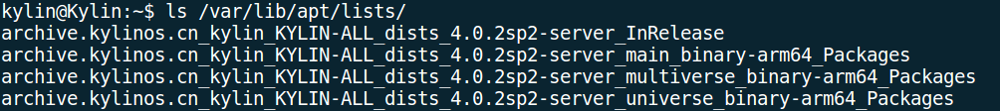 kylin@Kylin:~$ ls /var/lib/apt/lists/
archive.kylinos.cn_kylin_KYLIN-ALL_dists_4.0.2sp2-server_InRelease
archive.kylinos.cn_kylin_KYLIN-ALL_dists_4.0.2sp2-server_main_binary-arm64_Packages
archive.kylinos.cn_kylin_KYLIN-ALL_dists_4.0.2sp2-server_multiverse_binary-arm64_Packages
archive.kylinos.cn_kylin_KYLIN-ALL_dists_4.0.2sp2-server_universe_binary-arm64_Packages